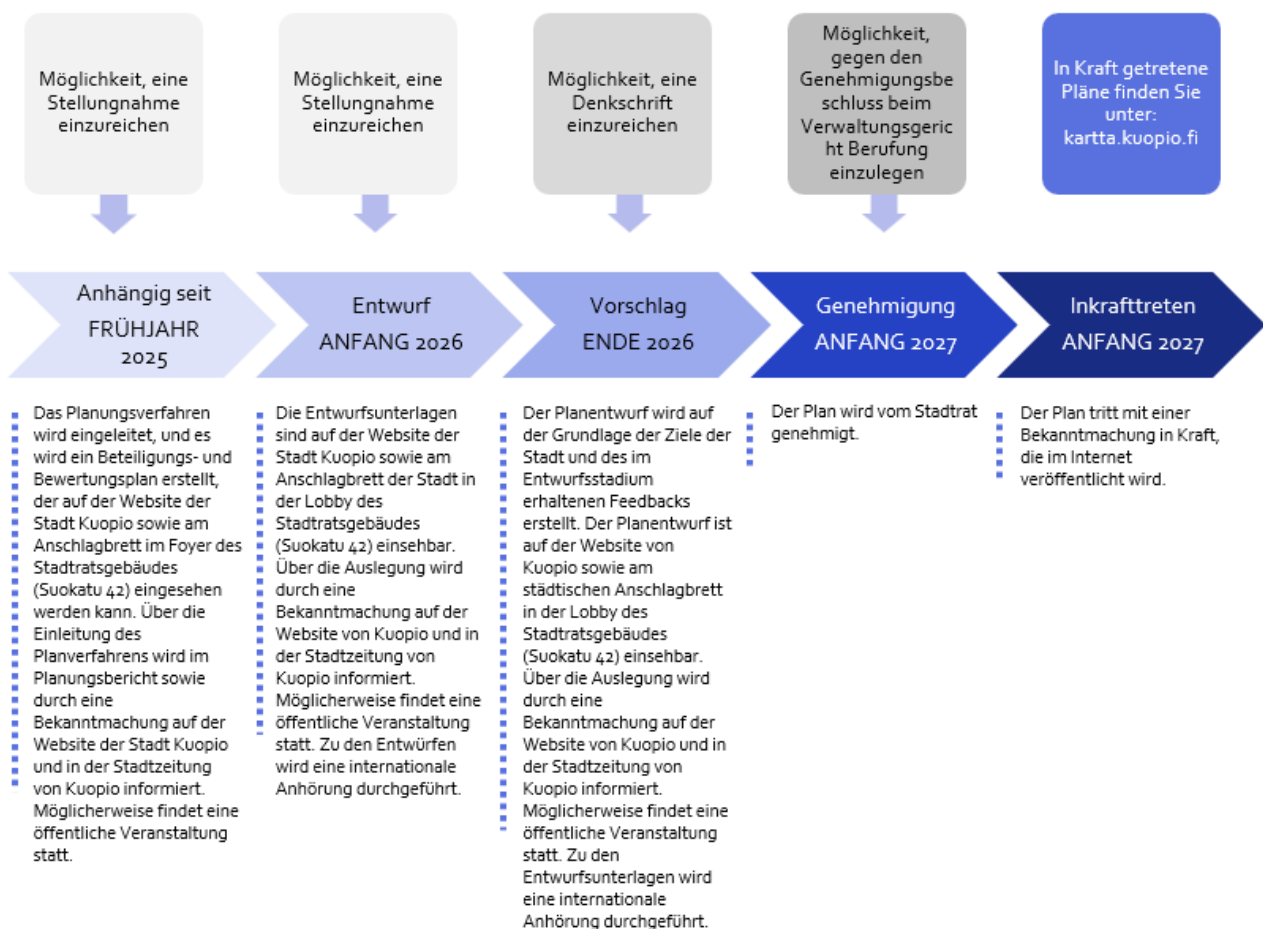 Möglichkeit, eine
Stellungnahme
einzureichen
Möglichkeit, eine
Stellungnahme
einzureichen
Möglichkeit, eine
Denkschrift
einzureichen
Möglichkeit,
gegen den
Genehmigungsbe
schluss beim
Verwaltungsgeric
ht Berufung
einzulegen
In Kraft getretene
Pläne finden Sie
unter:
kartta.kuopio.fi
Anhängig seit
FRÜHJAHR
2025
Entwurf
ANFANG 2026
Vorschlag
ENDE 2026
Genehmigung
ANFANG 2027
Inkrafttreten
ANFANG 2027
Das Planungsverfahren
wird eingeleitet, und es
wird ein Beteiligungs- und
Bewertungsplan erstellt,
der auf der Website der
Stadt Kuopio sowie am
Anschlagbrett im Foyer des
Stadtratsgebäudes
(Suokatu 42) eingesehen
werden kann. Über die
Einleitung des
Planverfahrens wird im
Planungsbericht sowie
durch eine
Bekanntmachung auf der
Website der Stadt Kuopio
und in der Stadtzeitung
von Kuopio informiert.
Möglicherweise findet eine
öffentliche Veranstaltung
statt.
Die Entwurfsunterlagen
sind auf der Website der
Stadt Kuopio sowie am
Anschlagbrett der Stadt in
der Lobby des
Stadtratsgebäudes
(Suokatu 42) einsehbar.
Über die Auslegung wird
durch eine
Bekanntmachung auf der
Website von Kuopio und in
der Stadtzeitung von
Kuopio informiert.
Möglicherweise findet eine
öffentliche Veranstaltung
statt. Zu den Entwürfen
wird eine internationale
Anhörung durchgeführt.
Der Planentwurf wird auf
der Grundlage der Ziele der
Stadt und des im
Entwurfsstadium
erhaltenen Feedbacks
erstellt. Der Planentwurf ist
auf der Website von
Kuopio sowie am
städtischen Anschlagbrett
in der Lobby des
Stadtratsgebäudes
(Suokatu 42) einsehbar.
Über die Auslegung wird
durch eine
Bekanntmachung auf der
Website von Kuopio und in
der Stadtzeitung von
Kuopio informiert.
Möglicherweise findet eine
öffentliche Veranstaltung
statt. Zu den
Entwurfsunterlagen wird
eine internationale
Anhörung durchgeführt.
Der Plan wird vom Stadtrat
genehmigt.
Der Plan tritt mit einer
Bekanntmachung in Kraft,
die im Internet
veröffentlicht wird.